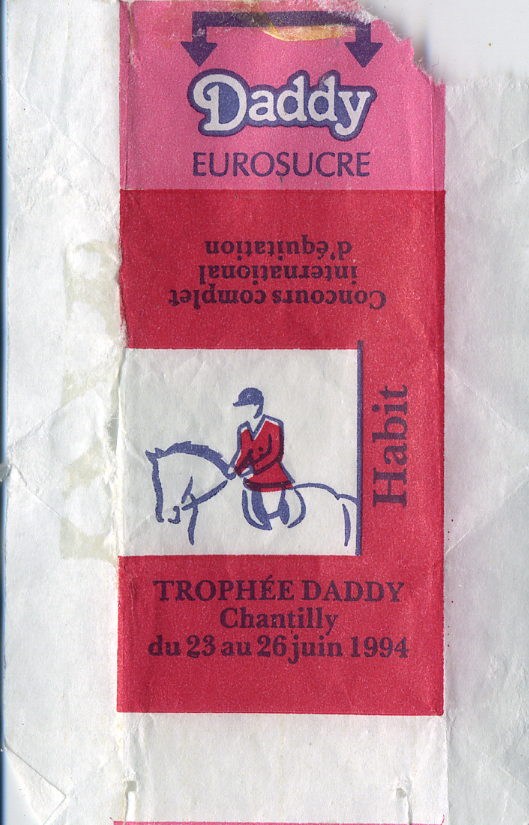 Daddy
EUROSUCRE
Concours complet
international
d'équitation
Habit
TROPHÉE DADDY
Chantilly
du 23 au 26 juin 1994